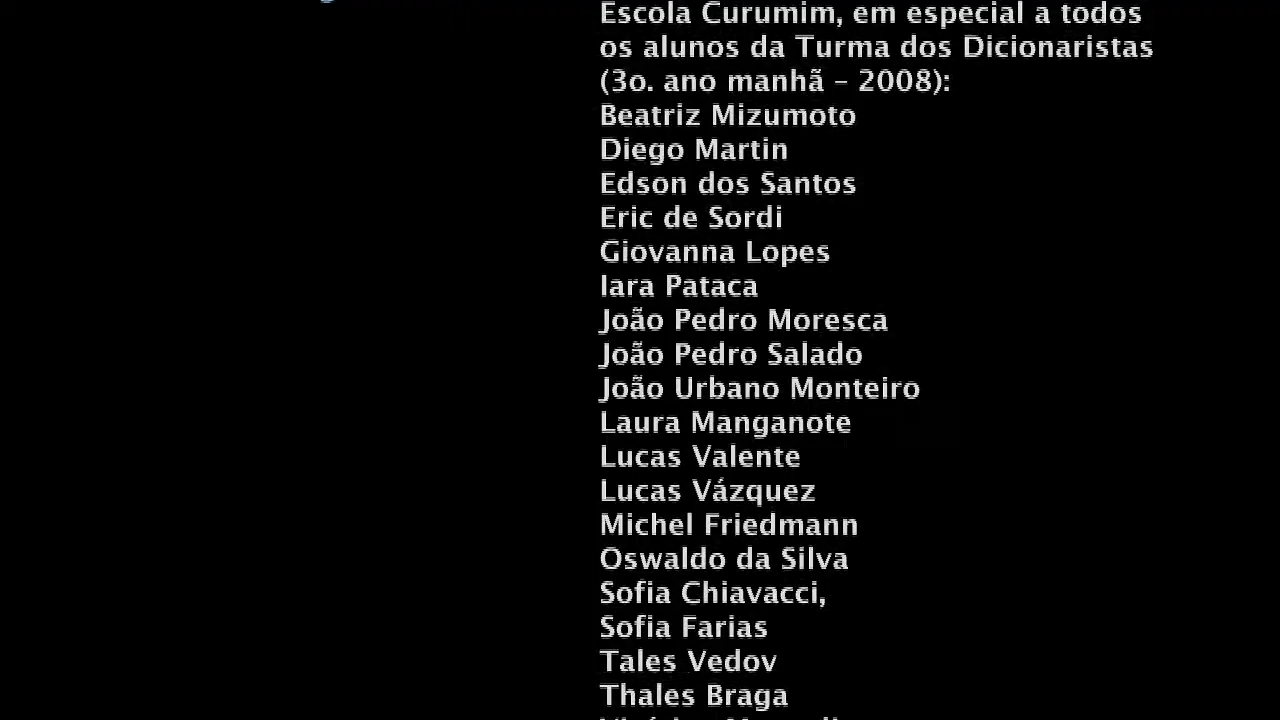 Escola Curumim, em especial a todos
os alunos da Turma dos Dicionaristas
(3o. ano manhã – 2008):
Beatriz Mizumoto
Diego Martin
Edson dos Santos
Eric de Sordi
Giovanna Lopes
Iara Pataca
João Pedro Moresca
João Pedro Salado
João Urbano Monteiro
Laura Manganote
Lucas Valente
Lucas Vázquez
Michel Friedmann
Oswaldo da Silva
Sofia Chiavacci,
Sofia Farias
Tales Vedov
Thales Braga